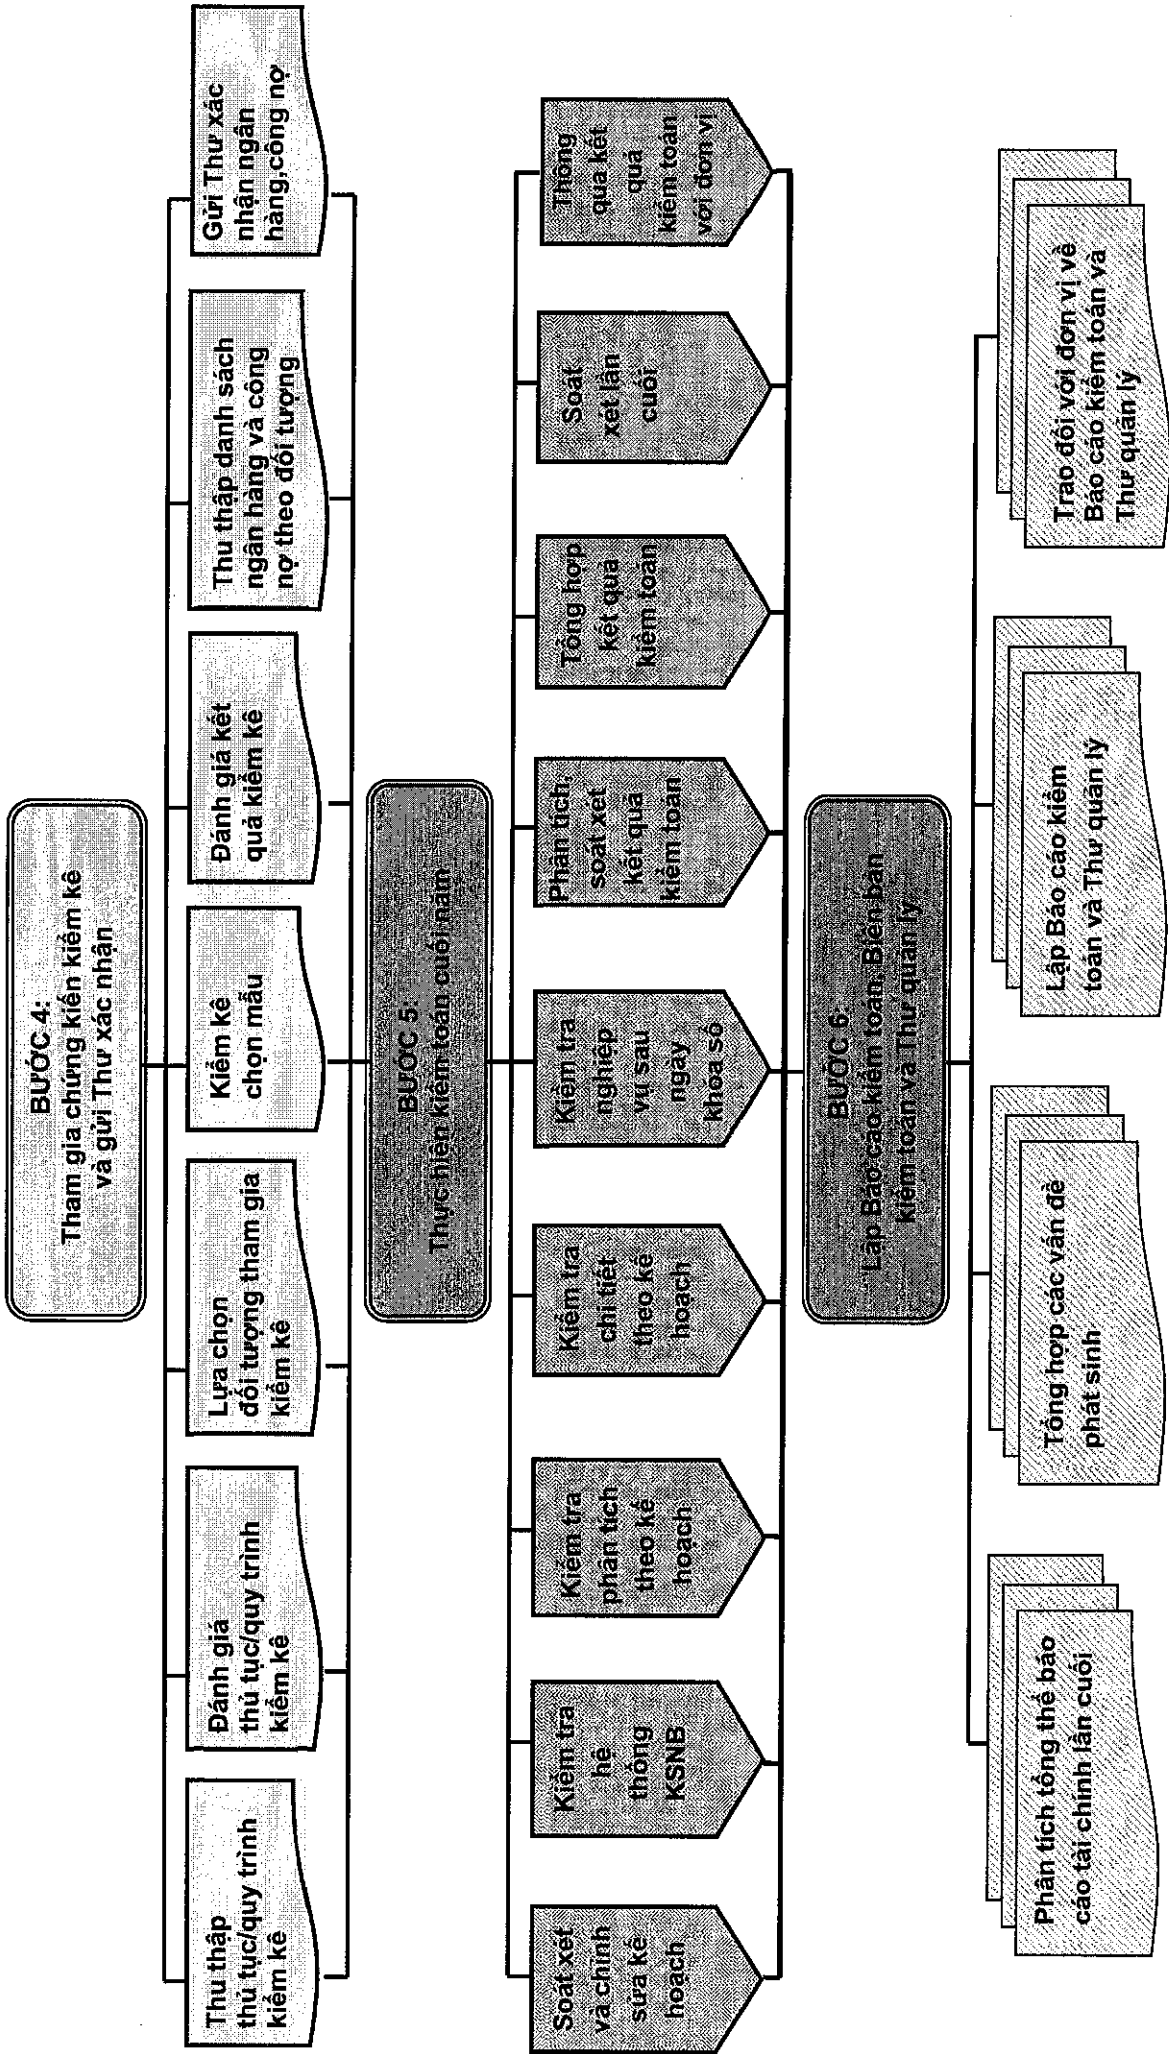 BƯỚC 4:
Tham gia chứng kiến kiểm kê
và gửi Thư xác nhận
Thu thập
thủ tục/quy trình
kiểm kê
Đánh giá
thủ tục/quy trình
kiểm kê
Lựa chọn
đối tượng tham gia
kiểm kê
Kiểm kê
chọn mẫu
Đánh giá kết
quả kiểm kê
Thu thập danh sách
ngân hàng và công
nợ theo đối tượng
Gửi Thư xác
nhận ngân
hàng,công nợ
BƯỚC 5:
Thực hiện kiểm toán cuối năm
Soát xét
và chỉnh
sửa kế
hoạch
Kiểm tra
hệ
thống
KSNB
Kiểm tra
phân tích
theo kế
hoạch
Kiểm tra
chi tiết
theo kế
hoạch
Kiểm tra
nghiệp
vụ sau
ngày
khóa sổ
Phân tích,
soát xét
kết quả
kiểm toán
Tổng hợp
kết quả
kiểm toán
Soát
xét lần
cuối
Thông
qua kết
quả
kiểm toán
với đơn vị
BƯỚC 6:
Lập Báo cáo kiểm toán, Biên bản
Kiểm toán và Thư quản lý
Phân tích tổng thể báo
cáo tài chính lần cuối
Tổng hợp các vấn đề
phát sinh
Lập Báo cáo kiểm
toán và Thư quản lý
Trao đổi với đơn vị về
Báo cáo kiểm toán và
Thư quản lý